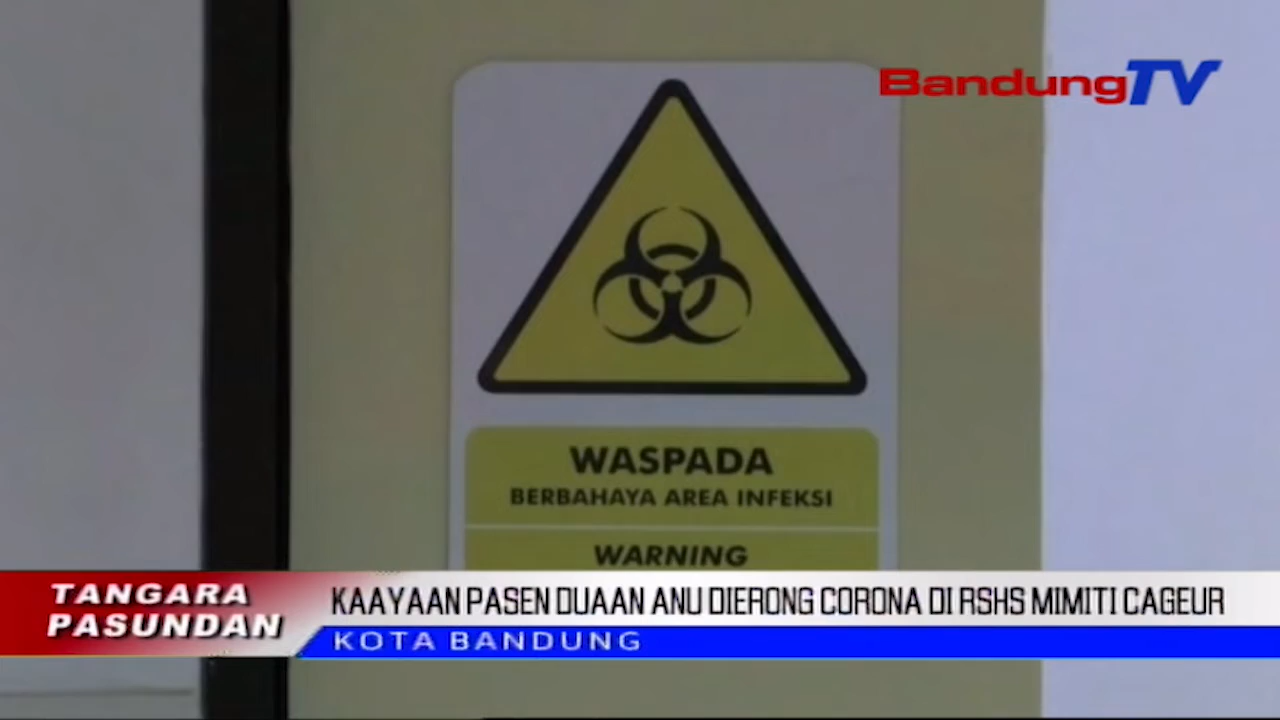 BandungTV
WASPADA
BERBAHAYA AREA INFEKSI
WARNING
TANGARA
PASUNDAN
KAAYAAN PASEN DUAAN ANU DIERONG CORONA DI RSHS MIMITI CAGEUR
KOTA BANDUNG